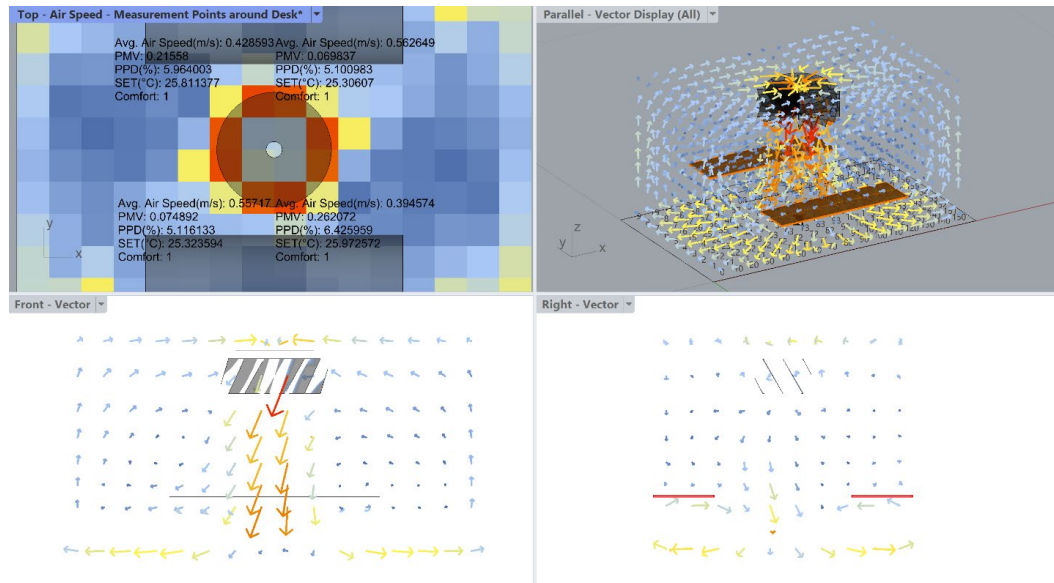 Top - Air Speed - Measurement Points around Desk*
Parallel - Vector Display (All)
Avg. Air Speed(m/s): 0.428593
PMV: 0.21558
PPD(%): 5.964003
SET(°C): 25.811377
Comfort: 1
Avg. Air Speed(m/s): 0.562649
PMV: 0.069837
PPD(%): 5.100983
SET(°C): 25.30607
Comfort: 1
Avg. Air Speed(m/s): 0.55717
PMV: 0.074892
PPD(%): 5.116133
SET(°C): 25.323594
Comfort: 1
Avg. Air Speed(m/s): 0.394574
PMV: 0.262072
PPD(%): 6.425959
SET(°C): 25.972572
Comfort: 1
y
x
z
y
x
Front - Vector
Right - Vector